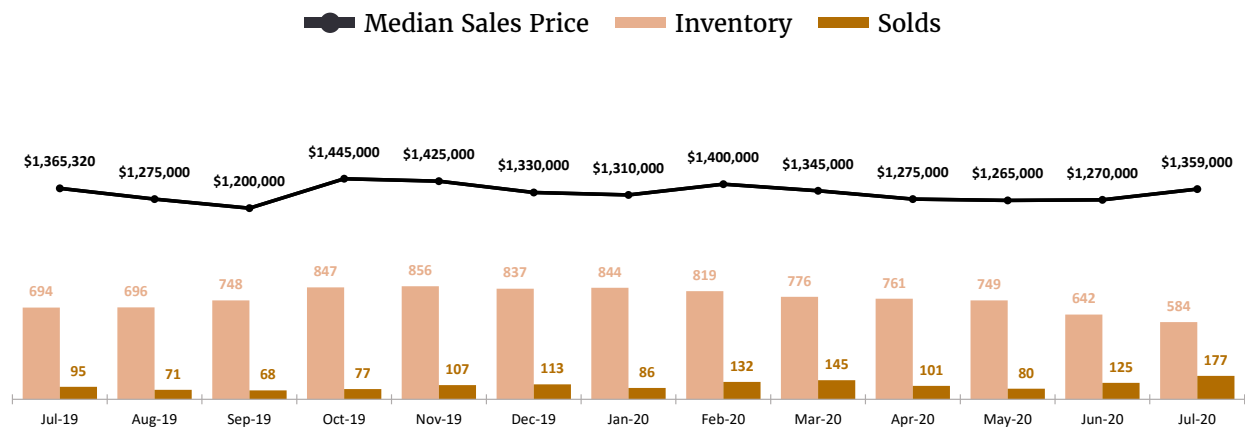 Median Sales Price Inventory Solds
$1,365,320 $1,275,000 $1,200,000 $1,445,000 $1,425,000 $1,330,000 $1,310,000 $1,400,000 $1,345,000 $1,275,000 $1,265,000 $1,270,000 $1,359,000
694 696 748 847 856 837 844 819 776 761 749 642 584
95 71 68 77 107 113 86 132 145 101 80 125 177
Jul-19 Aug-19 Sep-19 Oct-19 Nov-19 Dec-19 Jan-20 Feb-20 Mar-20 Apr-20 May-20 Jun-20 Jul-20